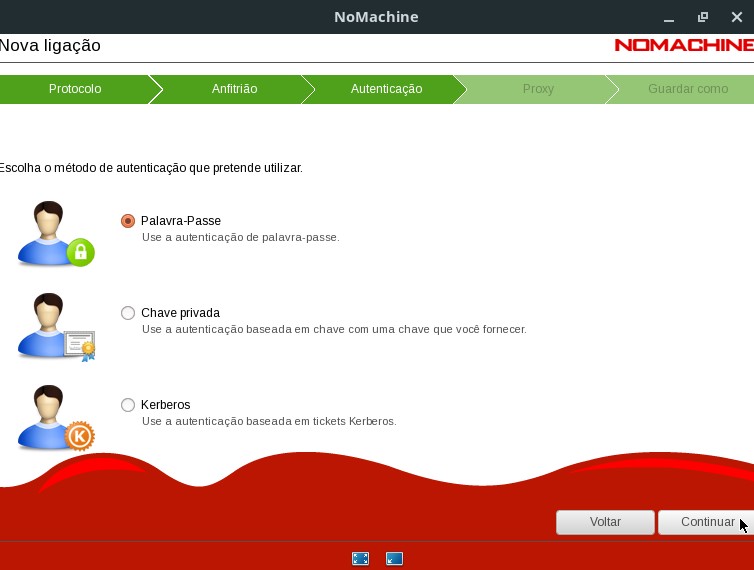 NoMachine
Nova ligação
NOMACHINE
Protocolo
Anfitrião
Autenticação
Proxy
Guardar como
Escolha o método de autenticação que pretende utilizar.
Palavra-Passe
Use a autenticação de palavra-passe.
Chave privada
Use a autenticação baseada em chave com uma chave que você fornecer.
K
Kerberos
Use a autenticação baseada em tickets Kerberos.
Voltar
Continuar